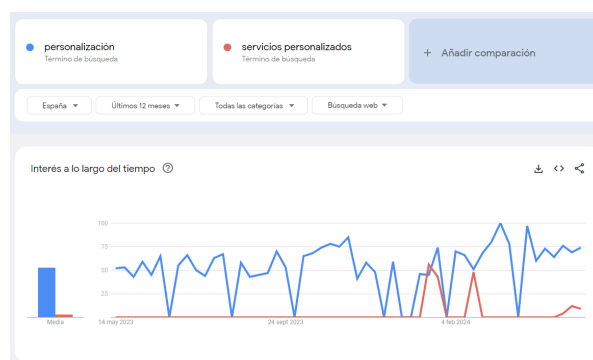 personalización
Término de búsqueda
servicios personalizados
Término de búsqueda
+ Añadir comparación
España
Últimos 12 meses
Todas las categorías
Búsqueda web
Interés a lo largo del tiempo
100
75
50
25
Media
14 may 2023
24 sept 2023
4 feb 2024